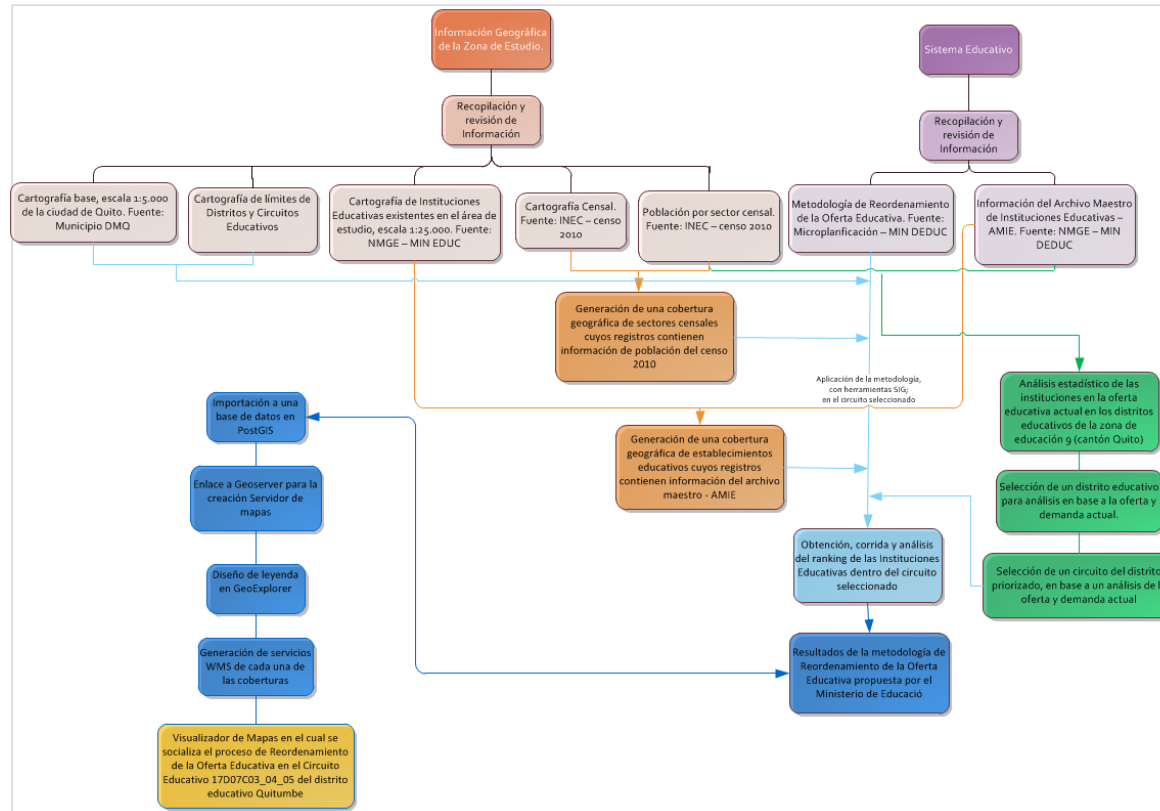 Información Geográfica
de la Zona de Estudio.
Sistema Educativo
Recopilación y
revisión de
Información
Recopilación y
revisión de
Información
Cartografía base, escala 1:5.000
de la ciudad de Quito. Fuente:
Municipio DMQ
Cartografía de límites de
Distritos y Circuitos
Educativos
Cartografía de Instituciones
Educativas existentes en el área de
estudio, escala 1:25.000. Fuente:
NMGE – MIN EDUC
Cartografía Censal.
Fuente: INEC – censo
2010
Población por sector censal.
Fuente: INEC – censo 2010
Metodología de Reordenamiento
de la Oferta Educativa. Fuente:
Microplanficación – MIN DEDUC
Información del Archivo Maestro
de Instituciones Educativas –
AMIE. Fuente: NMGE – MIN
DEDUC
Generación de una cobertura
geográfica de sectores censales
cuyos registros contienen
información de población del censo
2010
Aplicación de la metodología,
con herramientas SIG;
en el circuito seleccionado
Análisis estadístico de las
instituciones en la oferta
educativa actual en los distritos
educativos de la zona de
educación 9 (cantón Quito)
Importación a una
base de datos en
PostGIS
Generación de una cobertura
geográfica de establecimientos
educativos cuyos registros
contienen información del archivo
maestro - AMIE
Enlace a Geoserver para la
creación Servidor de
mapas
Selección de un distrito educativo
para análisis en base a la oferta y
demanda actual.
Obtención, corrida y análisis
del ranking de las Instituciones
Educativas dentro del circuito
seleccionado
Selección de un circuito del distrito
priorizado, en base a un análisis de l
oferta y demanda actual
Diseño de leyenda
en GeoExplorer
Generación de servicios
WMS de cada una de
las coberturas
Resultados de la metodología de
Reordenamiento de la Oferta
Educativa propuesta por el
Ministerio de Educació
Visualizador de Mapas en el cual se
socializa el proceso de Reordenamiento
de la Oferta Educativa en el Circuito
Educativo 17D07C03_04_05 del distrito
educativo Quitumbe